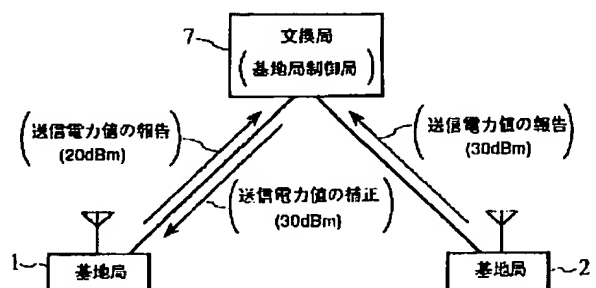 7
交換局
(基地局制御局)
(送信電力値の報告
(20dBm))
(送信電力値の報告
(30dBm))
(送信電力値の補正
(30dBm))
1
基地局
基地局
2